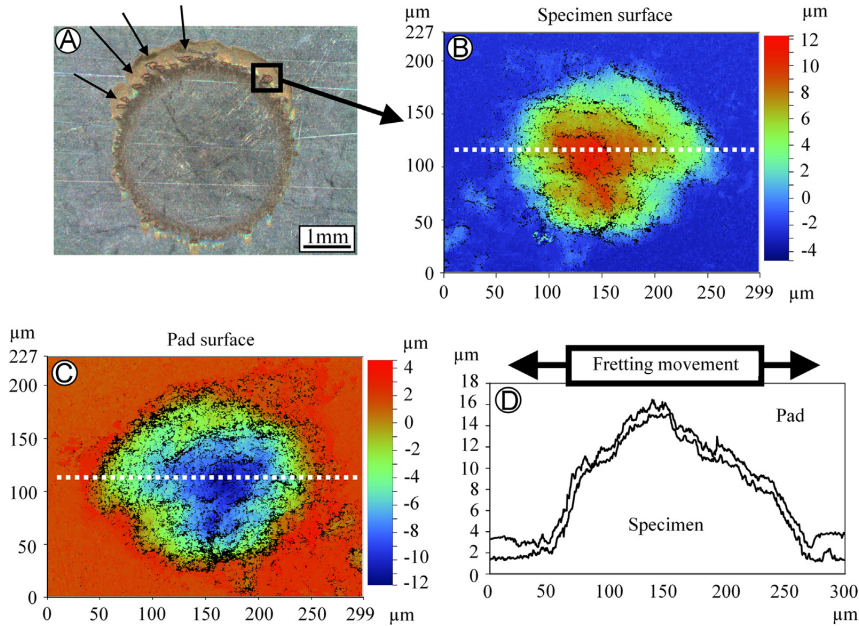 A
1mm
Specimen surface
µm
227
B
200
150
100
50
0
0 50 100 150 200 250 299 µm
µm
12
10
8
6
4
2
0
-2
-4
Pad surface
µm
227
C
200
150
100
50
0
0 50 100 150 200 250 299 µm
µm
4
2
0
-2
-4
-6
-8
-10
-12
Fretting movement
µm
18
D
16
14
12
10
8
6
4
2
0
Pad
Specimen
0 50 100 150 200 250 300
µm